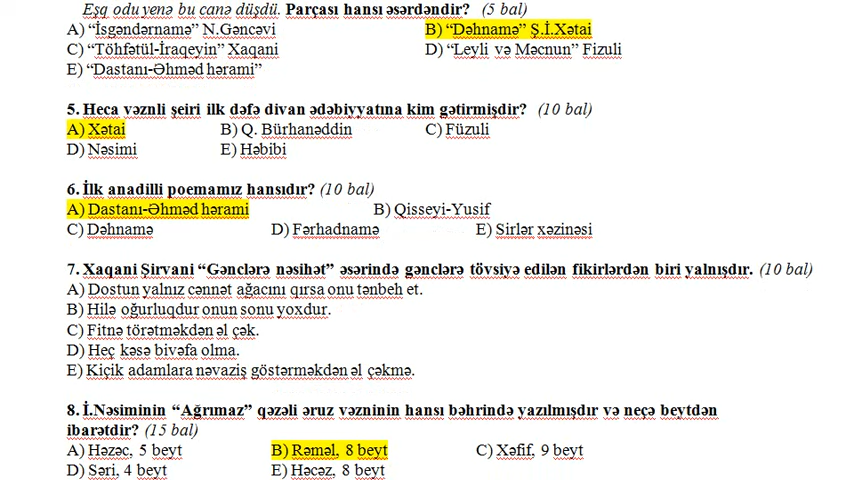 Eşq odu yenə bu canə düşdü. Parçası hansı əsərdəndir? (5 bal)
A) “İsgəndərnamə” N.Gəncəvi B) “Dəhnamə” Ş.İ.Xətai
C) “Töhfətül-İraqeyin” Xaqani D) “Leyli və Məcnun” Fizuli
E) “Dastanı-Əhməd hərami”
5. Heca vəznli şeiri ilk dəfə divan ədəbiyyatına kim gətirmişdir? (10 bal)
A) Xətai B) Q. Bürhanəddin C) Füzuli
D) Nəsimi E) Həbibi
6. İlk anadilli poemamız hansıdır? (10 bal)
A) Dastanı-Əhməd hərami B) Qisseyi-Yusif
C) Dəhnamə D) Fərhadnamə E) Sirlər xəzinəsi
7. Xaqani Şirvani “Gənclərə nəsihət” əsərində gənclərə tövsiyə edilən fikirlərdən biri yalnışdır. (10 bal)
A) Dostun yalnız cənnət ağacını qırsa onu tənbeh et.
B) Hilə oğurluqdur onun sonu yoxdur.
C) Fitnə törətməkdən əl çək.
D) Heç kəsə bivəfa olma.
E) Kiçik adamlara nəvaziş göstərməkdən əl çəkmə.
8. İ.Nəsiminin “Ağrımaz” qəzəli əruz vəzninin hansı bəhrində yazılmışdır və neçə beytdən
ibarətdir? (15 bal)
A) Həzəc, 5 beyt B) Rəməl, 8 beyt C) Xəfif, 9 beyt
D) Səri, 4 beyt E) Həcəz, 8 beyt